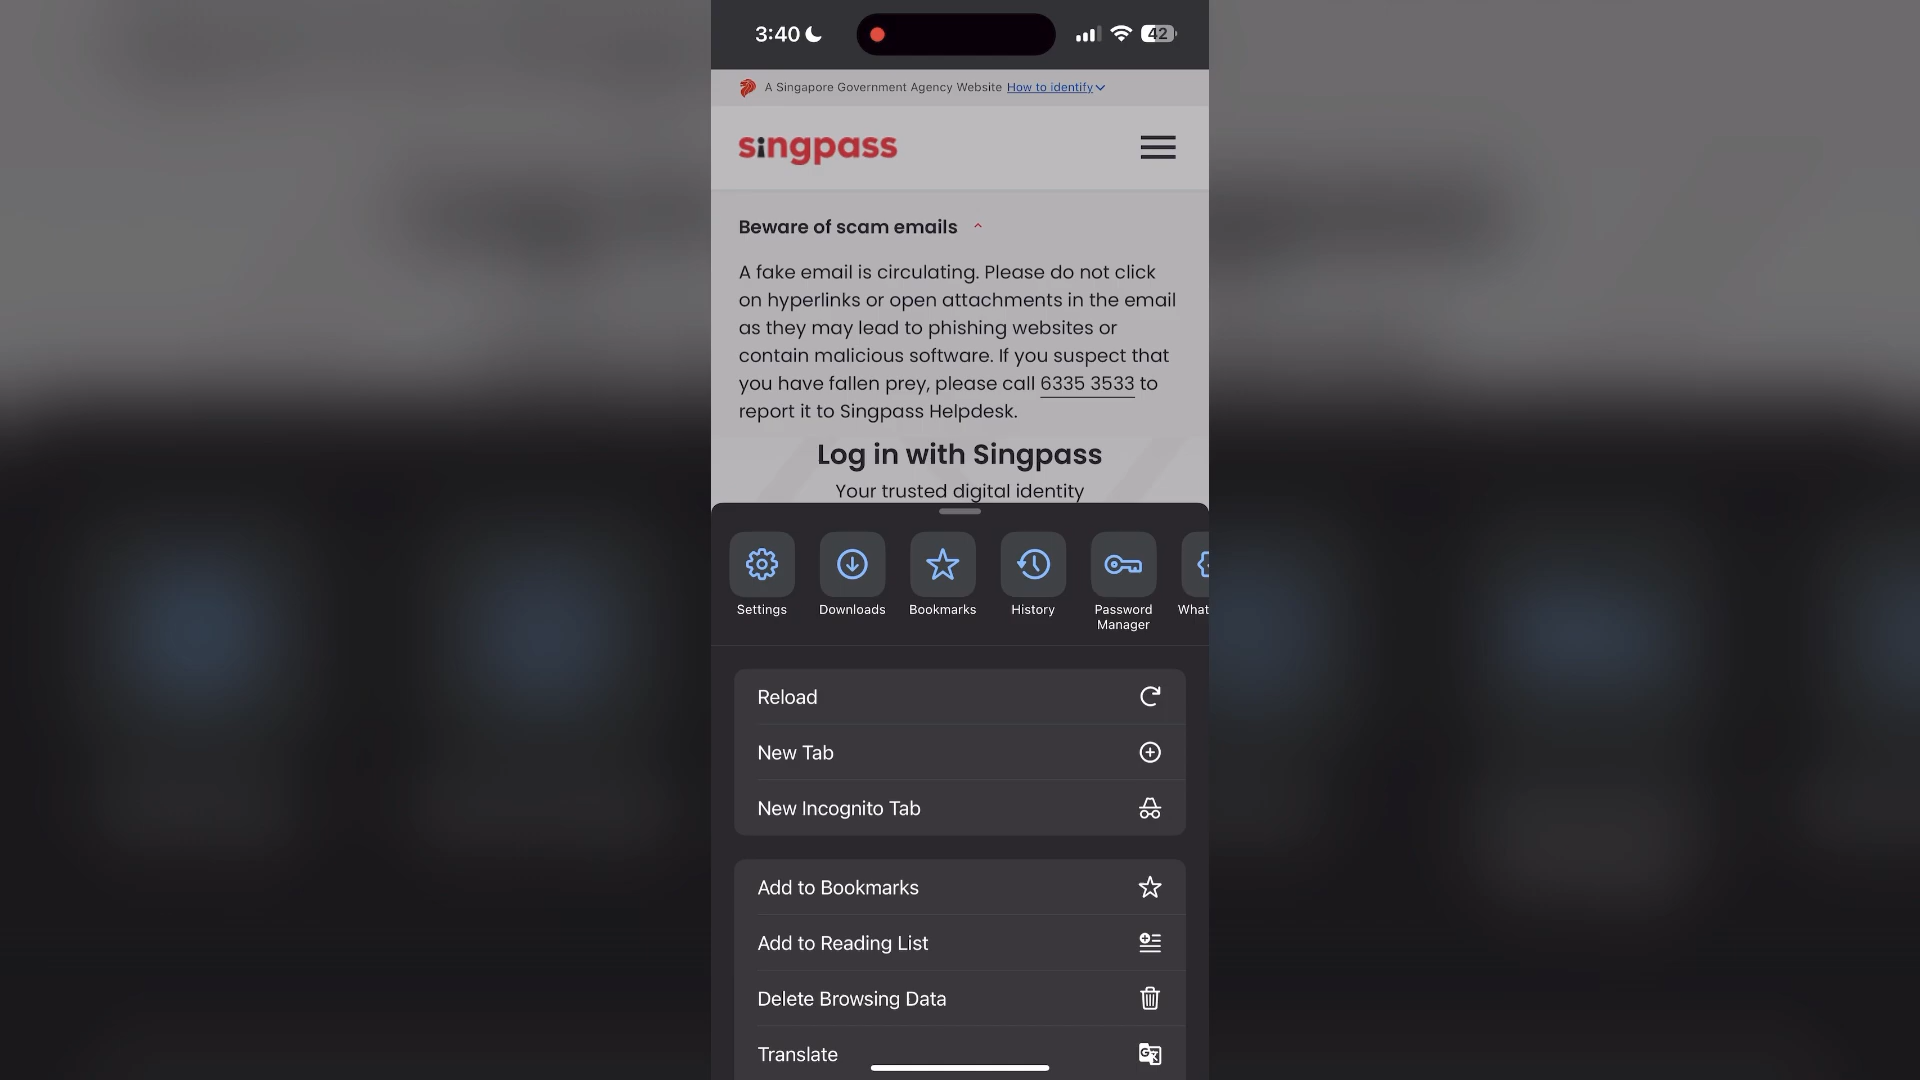 3:40
42
A Singapore Government Agency Website How to identify
singpass
Beware of scam emails
A fake email is circulating. Please do not click
on hyperlinks or open attachments in the email
as they may lead to phishing websites or
contain malicious software. If you suspect that
you have fallen prey, please call 6335 3533 to
report it to Singpass Helpdesk.
Log in with Singpass
Your trusted digital identity
Settings
Downloads
Bookmarks
History
Password
Manager
What
Reload
New Tab
New Incognito Tab
Add to Bookmarks
Add to Reading List
Delete Browsing Data
Translate